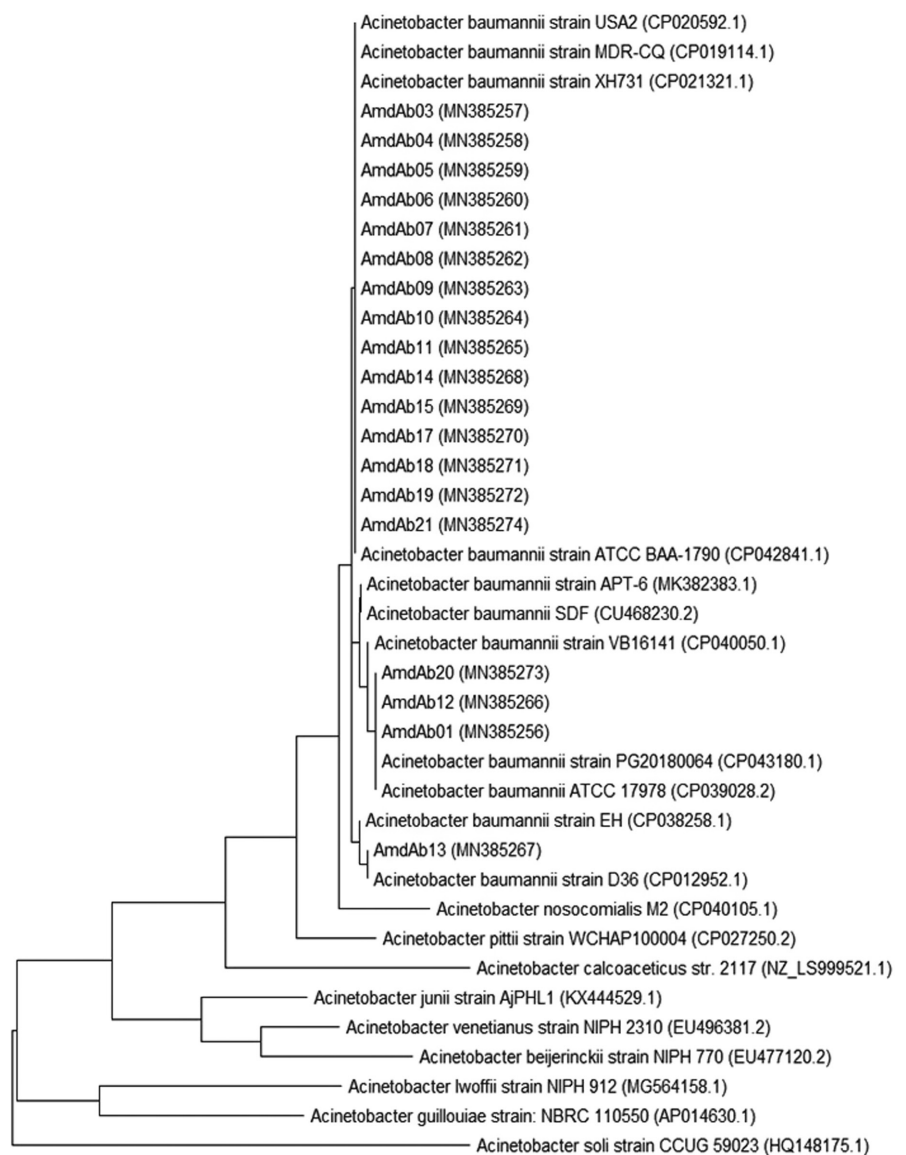 Acinetobacter baumannii strain USA2 (CP020592.1)
Acinetobacter baumannii strain MDR-CQ (CP019114.1)
Acinetobacter baumannii strain XH731 (CP021321.1)
AmdAb03 (MN385257)
AmdAb04 (MN385258)
AmdAb05 (MN385259)
AmdAb06 (MN385260)
AmdAb07 (MN385261)
AmdAb08 (MN385262)
AmdAb09 (MN385263)
AmdAb10 (MN385264)
AmdAb11 (MN385265)
AmdAb14 (MN385268)
AmdAb15 (MN385269)
AmdAb17 (MN385270)
AmdAb18 (MN385271)
AmdAb19 (MN385272)
AmdAb21 (MN385274)
Acinetobacter baumannii strain ATCC BAA-1790 (CP042841.1)
Acinetobacter baumannii strain APT-6 (MK382383.1)
Acinetobacter baumannii SDF (CU468230.2)
Acinetobacter baumannii strain VB16141 (CP040050.1)
AmdAb20 (MN385273)
AmdAb12 (MN385266)
AmdAb01 (MN385256)
Acinetobacter baumannii strain PG20180064 (CP043180.1)
Acinetobacter baumannii ATCC 17978 (CP039028.2)
Acinetobacter baumannii strain EH (CP038258.1)
AmdAb13 (MN385267)
Acinetobacter baumannii strain D36 (CP012952.1)
Acinetobacter nosocomialis M2 (CP040105.1)
Acinetobacter pittii strain WCHAP100004 (CP027250.2)
Acinetobacter calcoaceticus str. 2117 (NZ_LS999521.1)
Acinetobacter junii strain AjPHL1 (KX444529.1)
Acinetobacter venetianus strain NIPH 2310 (EU496381.2)
Acinetobacter beijerinckii strain NIPH 770 (EU477120.2)
Acinetobacter lwoffii strain NIPH 912 (MG564158.1)
Acinetobacter guillouiae strain: NBRC 110550 (AP014630.1)
Acinetobacter soli strain CCUG 59023 (HQ148175.1)